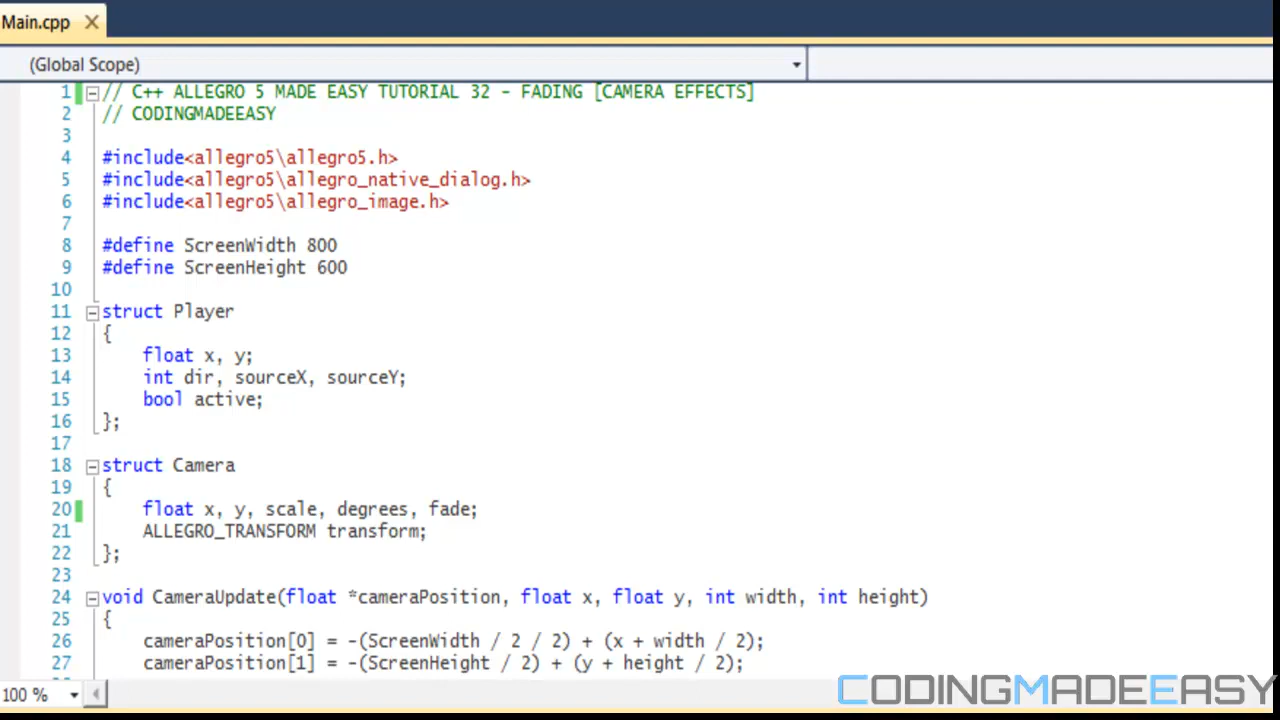 Main.cpp
(Global Scope)
1 // C++ ALLEGRO 5 MADE EASY TUTORIAL 32 - FADING [CAMERA EFFECTS]
2 // CODINGMADEEASY
3
4 #include<allegro5\allegro5.h>
5 #include<allegro5\allegro_native_dialog.h>
6 #include<allegro5\allegro_image.h>
7
8 #define ScreenWidth 800
9 #define ScreenHeight 600
10
11 struct Player
12 {
13 float x, y;
14 int dir, sourceX, sourceY;
15 bool active;
16 };
17
18 struct Camera
19 {
20 float x, y, scale, degrees, fade;
21 ALLEGRO_TRANSFORM transform;
22 };
23
24 void CameraUpdate(float *cameraPosition, float x, float y, int width, int height)
25 {
26 cameraPosition[0] = -(ScreenWidth / 2 / 2) + (x + width / 2);
27 cameraPosition[1] = -(ScreenHeight / 2) + (y + height / 2);
100 %
CODINGMADEEASY